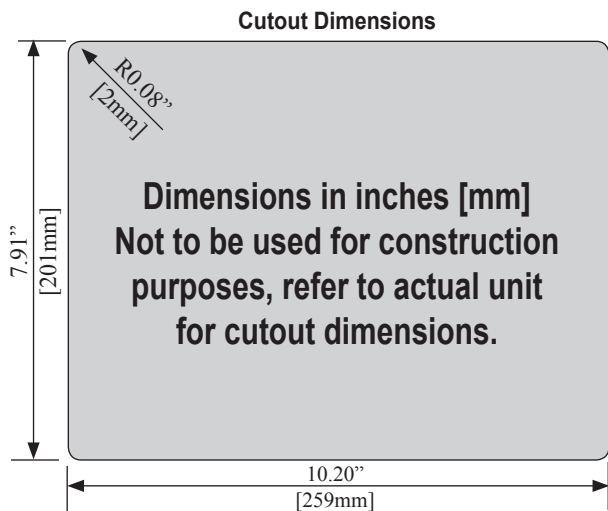 Cutout Dimensions
R0.08”
[2mm]
Dimensions in inches [mm]
Not to be used for construction
purposes, refer to actual unit
for cutout dimensions.
7.91”
[201mm]
10.20”
[259mm]